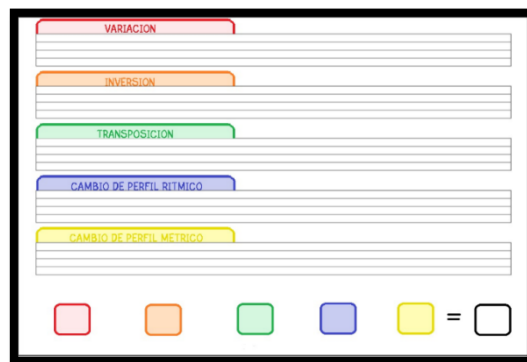 VARIACION
INVERSION
TRANSPOSICION
CAMBIO DE PERFIL RITMICO
CAMBIO DE PERFIL METRICO
=